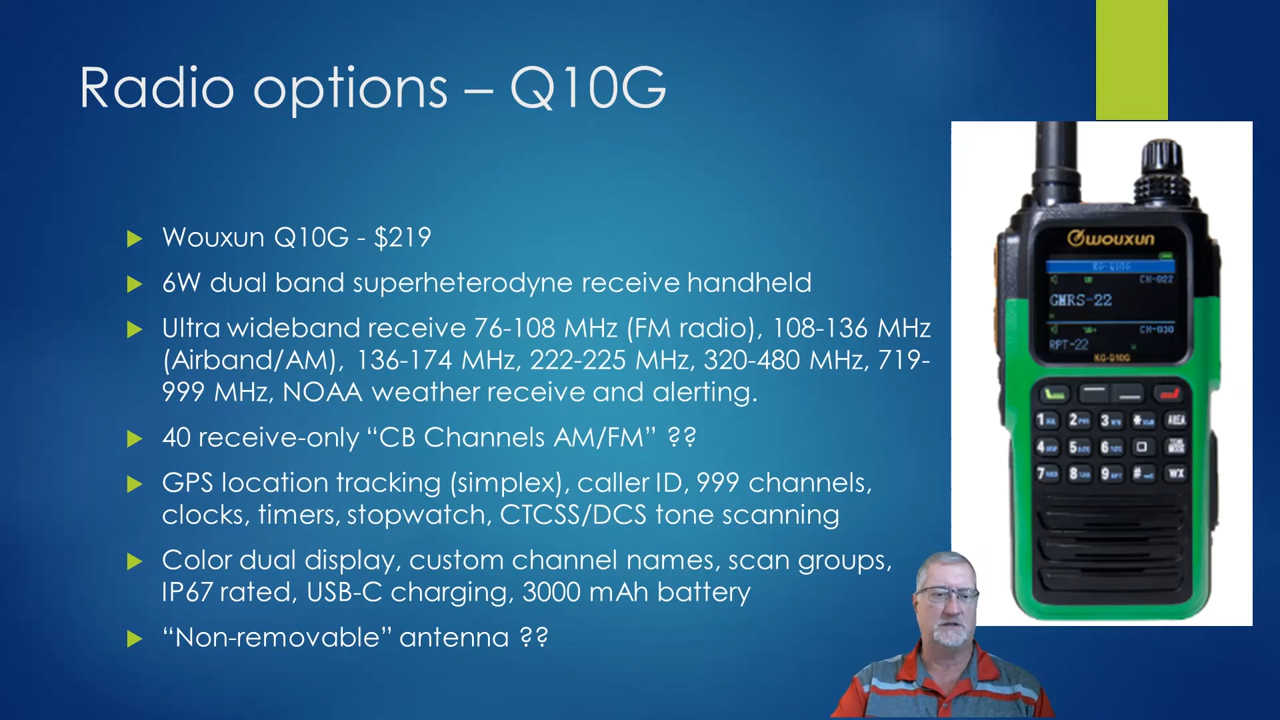 Radio options – Q10G
Wouxun Q10G - $219
6W dual band superheterodyne receive handheld
Ultra wideband receive 76-108 MHz (FM radio), 108-136 MHz
(Airband/AM), 136-174 MHz, 222-225 MHz, 320-480 MHz, 719-
999 MHz, NOAA weather receive and alerting.
40 receive-only “CB Channels AM/FM” ??
GPS location tracking (simplex), caller ID, 999 channels,
clocks, timers, stopwatch, CTCSS/DCS tone scanning
Color dual display, custom channel names, scan groups,
IP67 rated, USB-C charging, 3000 mAh battery
“Non-removable” antenna ??
WOUXUN
KG-Q10G
CH-022
GMRS-22
CH-030
RPT-22
KG-Q10G
1 2 3 * AREA
4 5 6 0
7 8 9 # WX